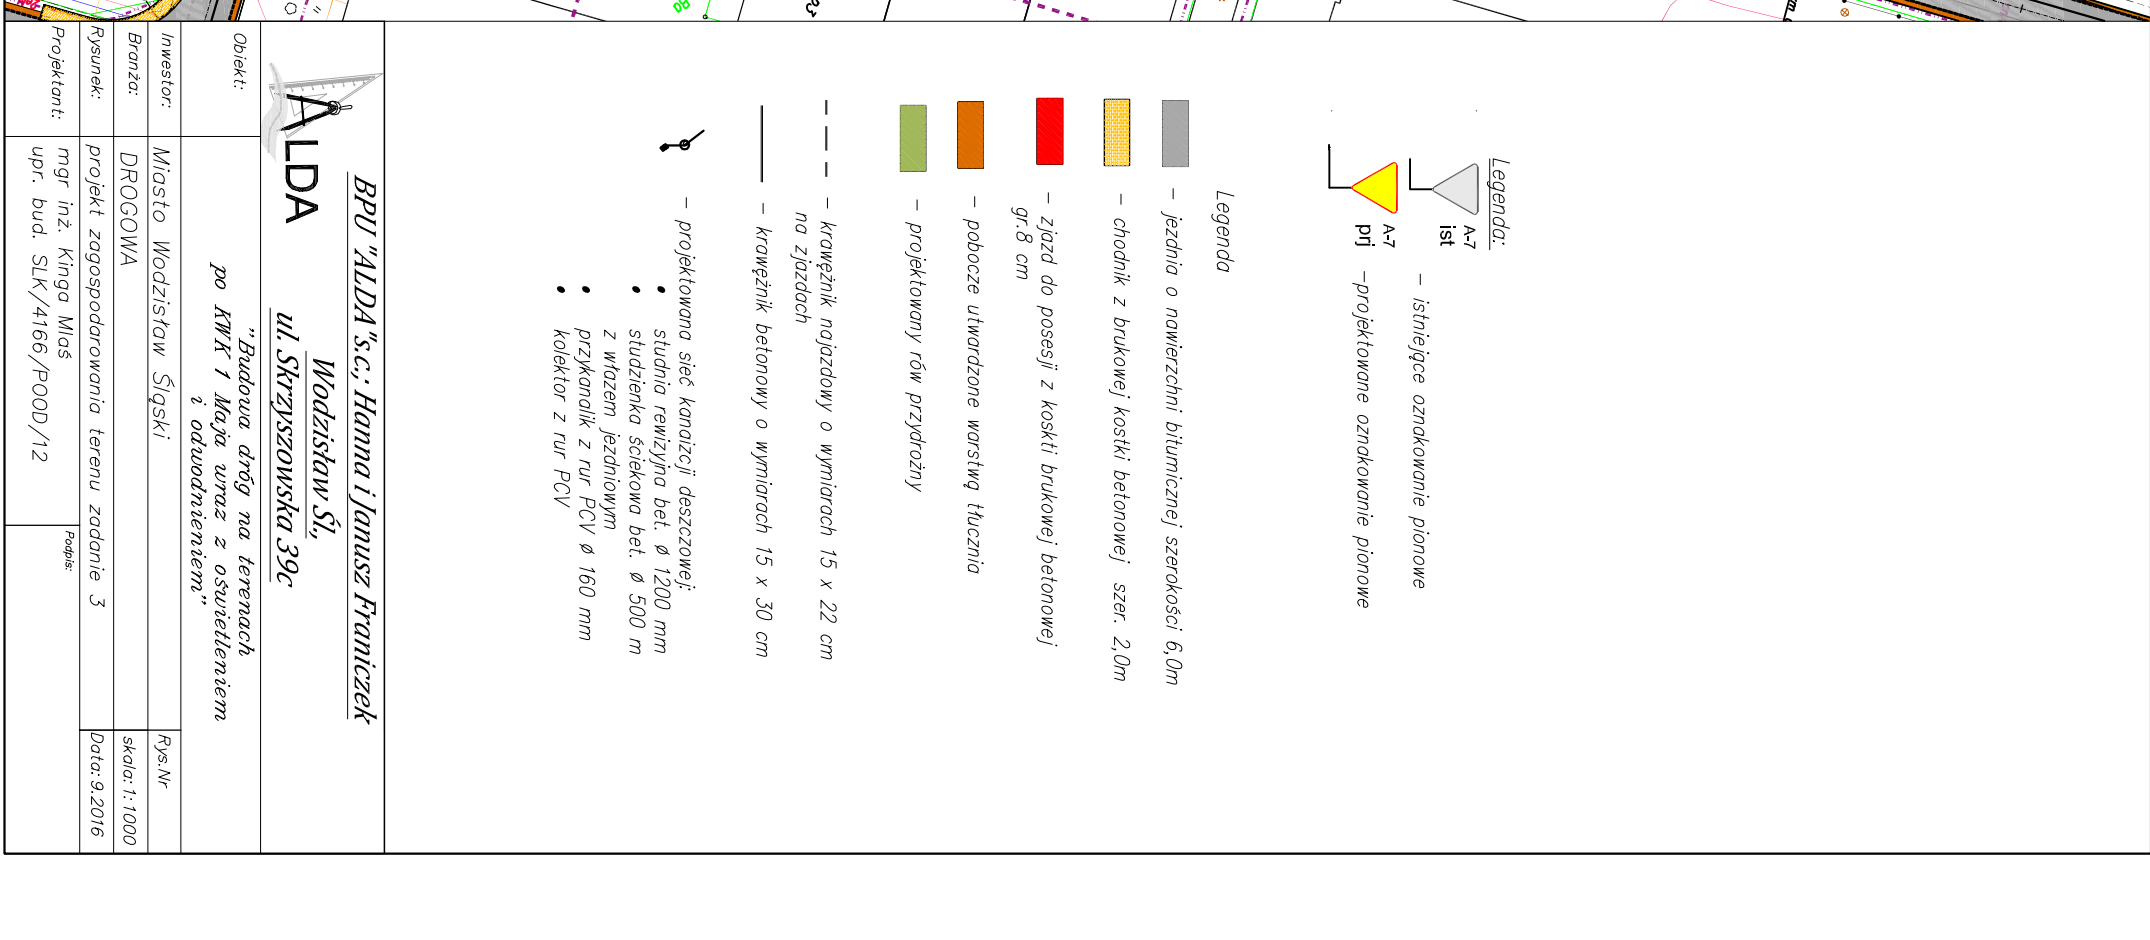 Legenda:
A-7
ist
- istniejące oznakowanie pionowe
A-7
prj
-projektowane oznakowanie pionowe
Legenda
- jezdnia o nawierzchni bitumicznej szerokości 6,0m
- chodnik z brukowej kostki betonowej szer. 2,0m
- zjazd do posesji z koskti brukowej betonowej
gr.8 cm
- pobocze utwardzone warstwą tłucznia
- projektowany rów przydrożny
- krawężnik najazdowy o wymiarach 15 x 22 cm
na zjazdach
- krawężnik betonowy o wymiarach 15 x 30 cm
- projektowana sieć kanaizcji deszczowej:
• studnia rewizyjna bet. ø 1200 mm
• studzienka ściekowa bet. ø 500 m
z włazem jezdniowym
• przykanalik z rur PCV ø 160 mm
• kolektor z rur PCV
ALDA
BPU "ALDA"s.c.; Hanna i Janusz Franiczek
Wodzisław Śl.,
ul. Skrzyszowska 39c
Obiekt:
"Budowa dróg na terenach
po KWK 1 Maja wraz z oświetleniem
i odwodnieniem"
Inwestor:
Miasto Wodzisław Śląski
Rys.Nr
Branża:
DROGOWA
skala: 1:1000
Rysunek:
projekt zagospodarowania terenu zadanie 3
Data: 9.2016
Projektant:
mgr inż. Kinga Mlaś
upr. bud. SLK/4166/POOD/12
Podpis: